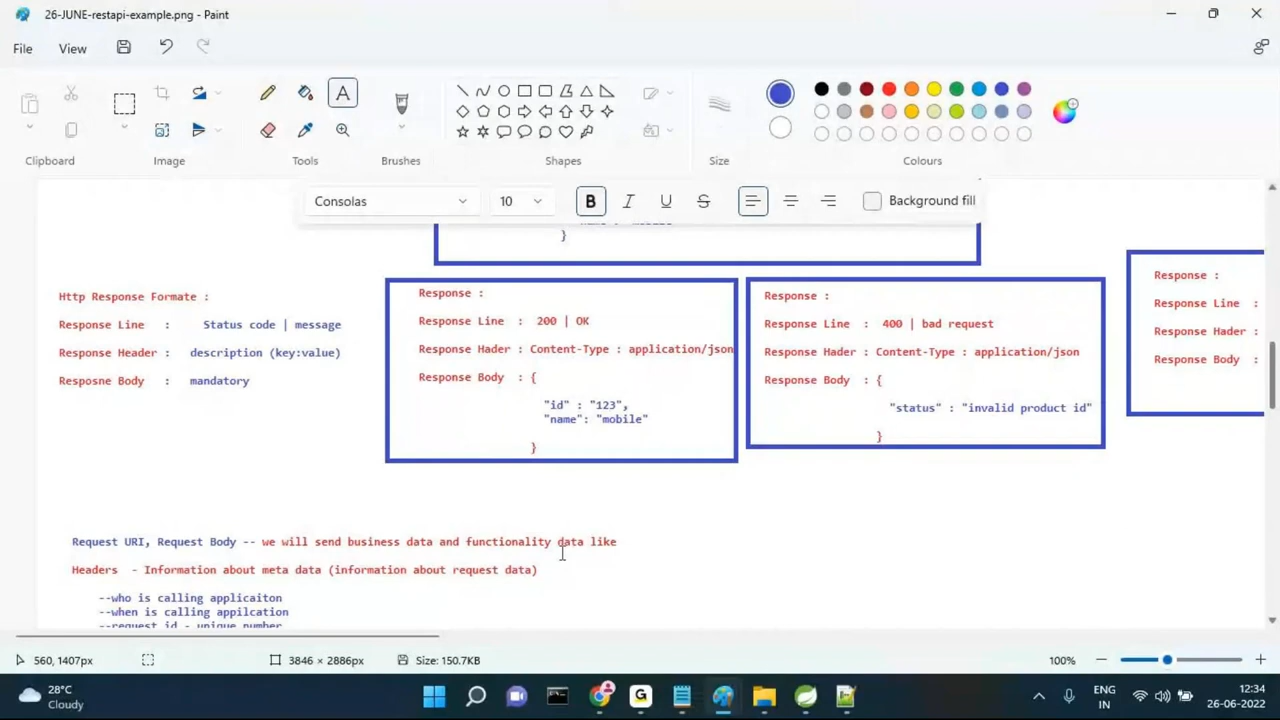 26-JUNE-restapi-example.png - Paint
File
View
Clipboard
Image
Tools
Brushes
Shapes
Size
Colours
Consolas
10
B
I
U
S
Background fill
}
Http Response Formate :
Response Line : Status code | message
Response Header : description (key:value)
Resposne Body : mandatory
Response :
Response Line : 200 | OK
Response Hader : Content-Type : application/json
Response Body : {
"id" : "123",
"name": "mobile"
}
Response :
Response Line : 400 | bad request
Response Hader : Content-Type : application/json
Response Body : {
"status" : "invalid product id"
}
Response :
Response Line :
Response Hader :
Response Body :
Request URI, Request Body -- we will send business data and functionality data like
Headers - Information about meta data (information about request data)
--who is calling applicaiton
--when is calling appilcation
--request id - unique number
560, 1407px
3846 × 2886px
Size: 150.7KB
100%
28°C
Cloudy
ENG
IN
12:34
26-06-2022